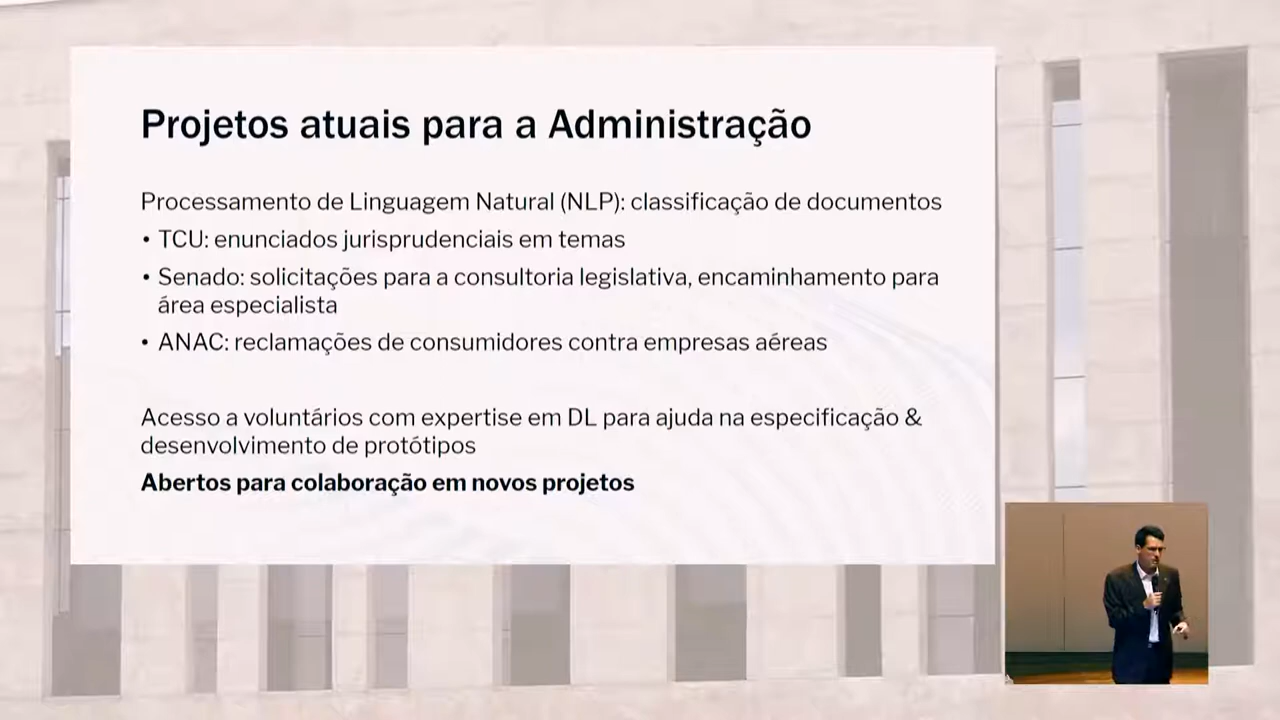 Projetos atuais para a Administração
Processamento de Linguagem Natural (NLP): classificação de documentos
• TCU: enunciados jurisprudenciais em temas
• Senado: solicitações para a consultoria legislativa, encaminhamento para
área especialista
• ANAC: reclamações de consumidores contra empresas aéreas
Acesso a voluntários com expertise em DL para ajuda na especificação &
desenvolvimento de protótipos
Abertos para colaboração em novos projetos